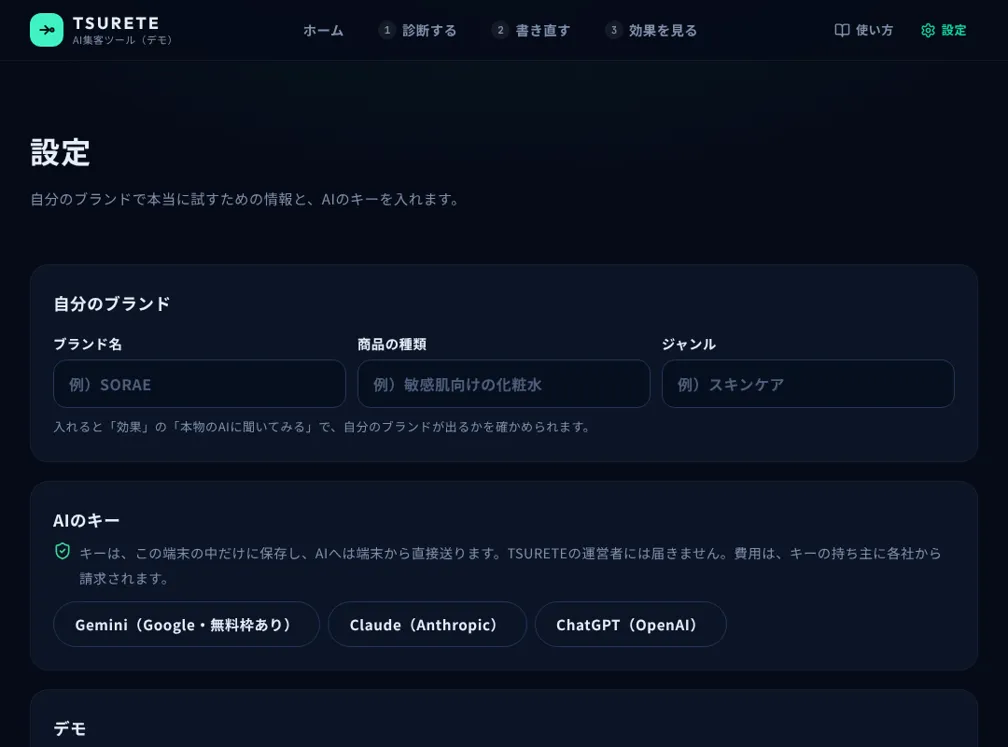 TSURETE
AI集客ツール（デモ）
ホーム
1 診断する
2 書き直す
3 効果を見る
使い方
設定
設定
自分のブランドで本当に試すための情報と、AIのキーを入れます。
自分のブランド
ブランド名
商品の種類
ジャンル
例）SORAE
例）敏感肌向けの化粧水
例）スキンケア
入れると「効果」の「本物のAIに聞いてみる」で、自分のブランドが出るかを確かめられます。
AIのキー
キーは、この端末の中だけに保存し、AIへは端末から直接送ります。TSURETEの運営者には届きません。費用は、キーの持ち主に各社から
請求されます。
Gemini（Google・無料枠あり）
Claude（Anthropic）
ChatGPT（OpenAI）
デモ